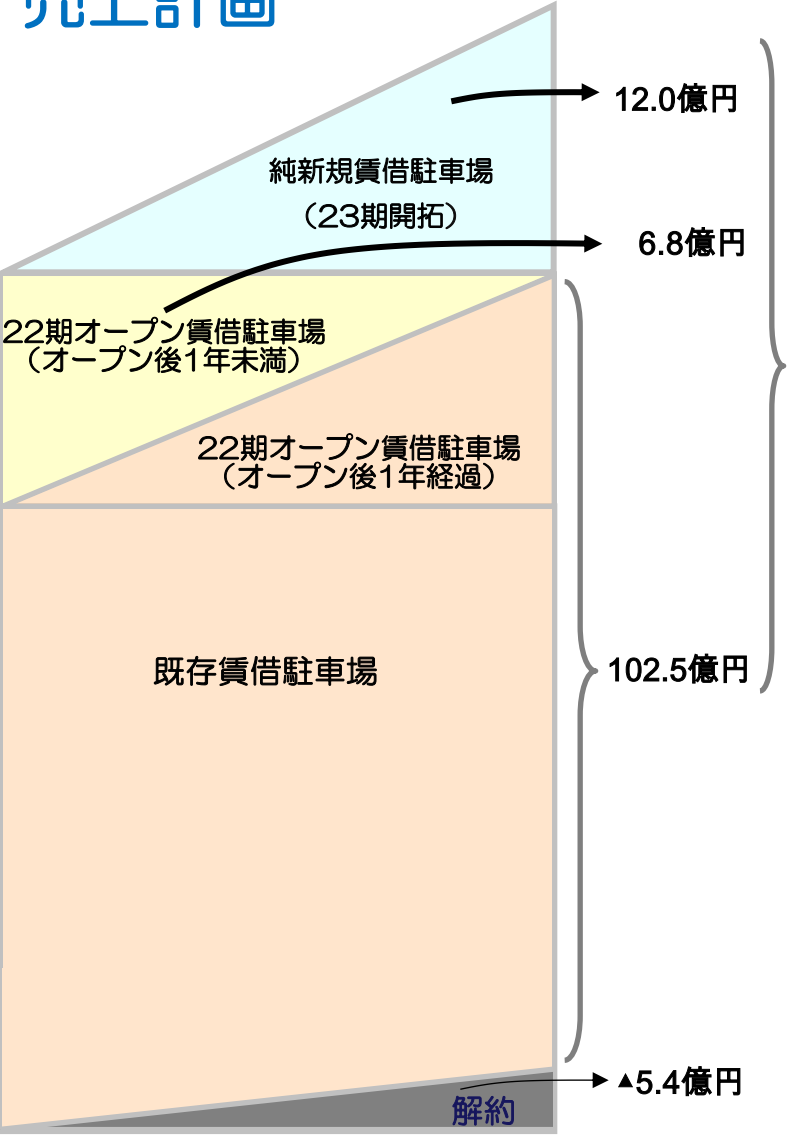 売上計画
12.0億円
純新規賃借駐車場
（23期開拓）
6.8億円
22期オープン賃借駐車場
（オープン後1年未満）
22期オープン賃借駐車場
（オープン後1年経過）
既存賃借駐車場
102.5億円
▲5.4億円
解約